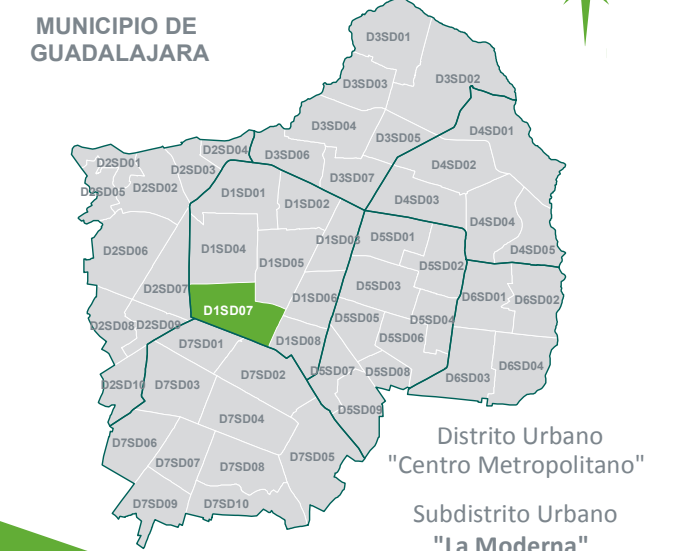 MUNICIPIO DE
GUADALAJARA
D3SD01
D3SD02
D3SD03
D3SD04
D3SD05
D4SD01
D2SD04
D3SD06
D2SD01
D2SD03
D3SD07
D4SD02
D2SD05
D2SD02
D1SD01
D1SD02
D4SD03
D4SD04
D2SD06
D1SD04
D1SD03
D5SD01
D4SD05
D1SD05
D5SD02
D2SD07
D5SD03
D1SD06
D6SD01
D6SD02
D1SD07
D2SD08
D2SD09
D5SD05
D5SD04
D7SD01
D1SD08
D5SD06
D2SD10
D7SD03
D7SD02
D5SD07
D5SD08
D6SD03
D6SD04
D7SD04
D5SD09
D7SD06
D7SD07
D7SD08
D7SD05
D7SD09
D7SD10
Distrito Urbano
"Centro Metropolitano"
Subdistrito Urbano
"La Moderna"